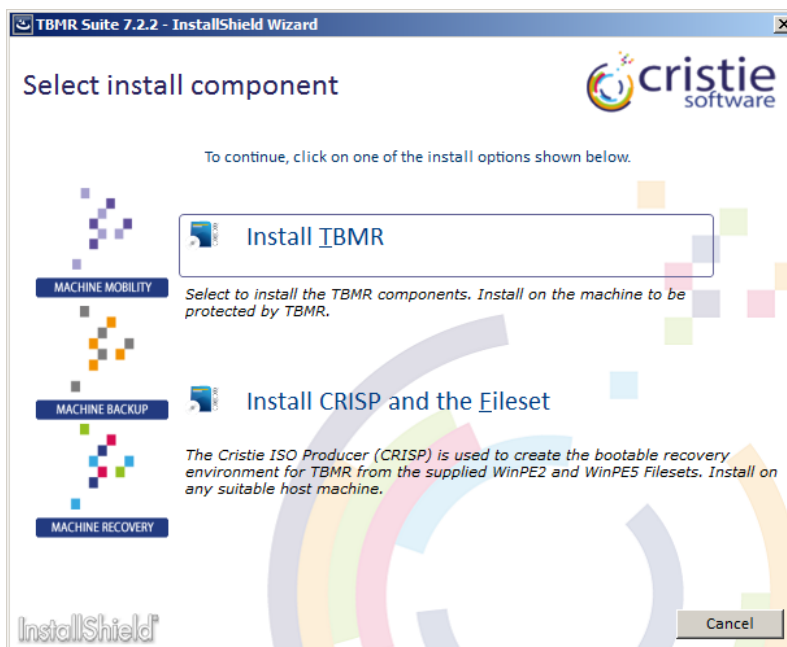 TBMR Suite 7.2.2 - InstallShield Wizard
Select install component
cristie
software
To continue, click on one of the install options shown below.
Install TBMR
MACHINE MOBILITY
Select to install the TBMR components. Install on the machine to be
protected by TBMR.
Install CRISP and the Fileset
MACHINE BACKUP
The Cristie ISO Producer (CRISP) is used to create the bootable recovery
environment for TBMR from the supplied WinPE2 and WinPE5 Filesets. Install on
any suitable host machine.
MACHINE RECOVERY
InstallShield
Cancel